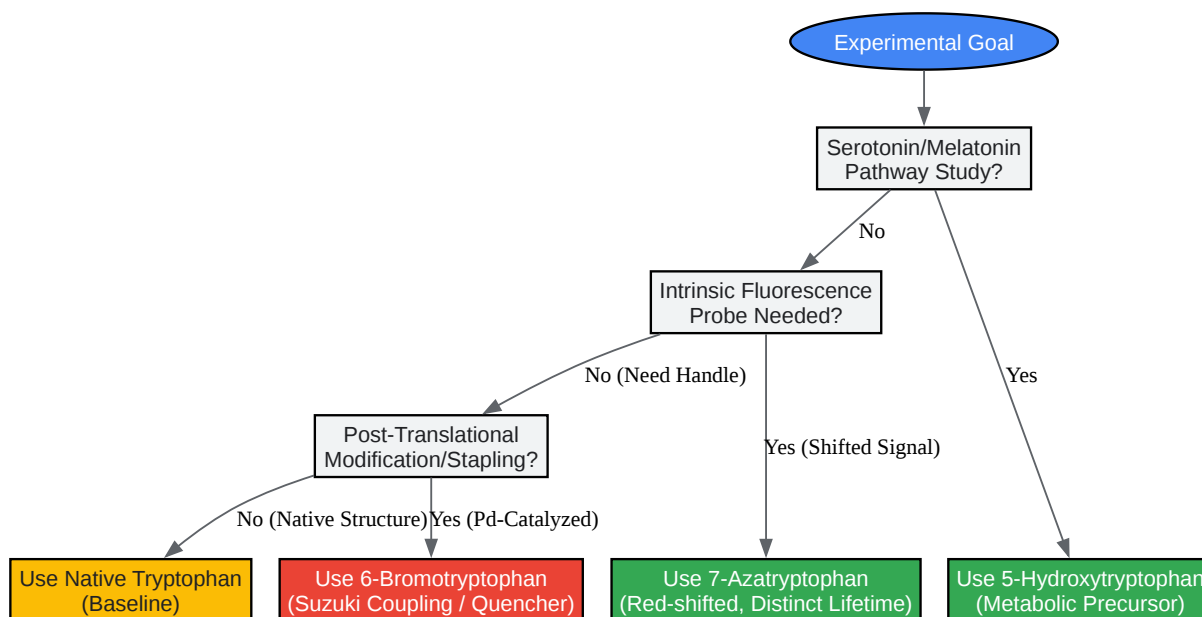 Experimental Goal
Serotonin/Melatonin
Pathway Study?
No
Yes
Intrinsic Fluorescence
Probe Needed?
No (Need Handle)
Yes (Shifted Signal)
Post-Translational
Modification/Stapling?
No (Native Structure)
Yes (Pd-Catalyzed)
Use Native Tryptophan
(Baseline)
Use 6-Bromotryptophan
(Suzuki Coupling / Quencher)
Use 7-Azatryptophan
(Red-shifted, Distinct Lifetime)
Use 5-Hydroxytryptophan
(Metabolic Precursor)